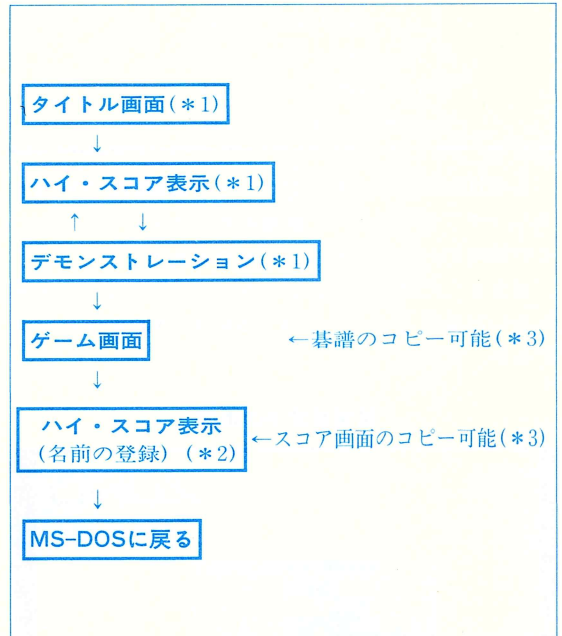 タイトル画面(＊1)
↓
ハイ・スコア表示(＊1)
↑ ↓
デモンストレーション(＊1)
↓
ゲーム画面 ←碁譜のコピー可能(＊3)
↓
ハイ・スコア表示
(名前の登録) (＊2) ←スコア画面のコピー可能(＊3)
↓
MS-DOSに戻る